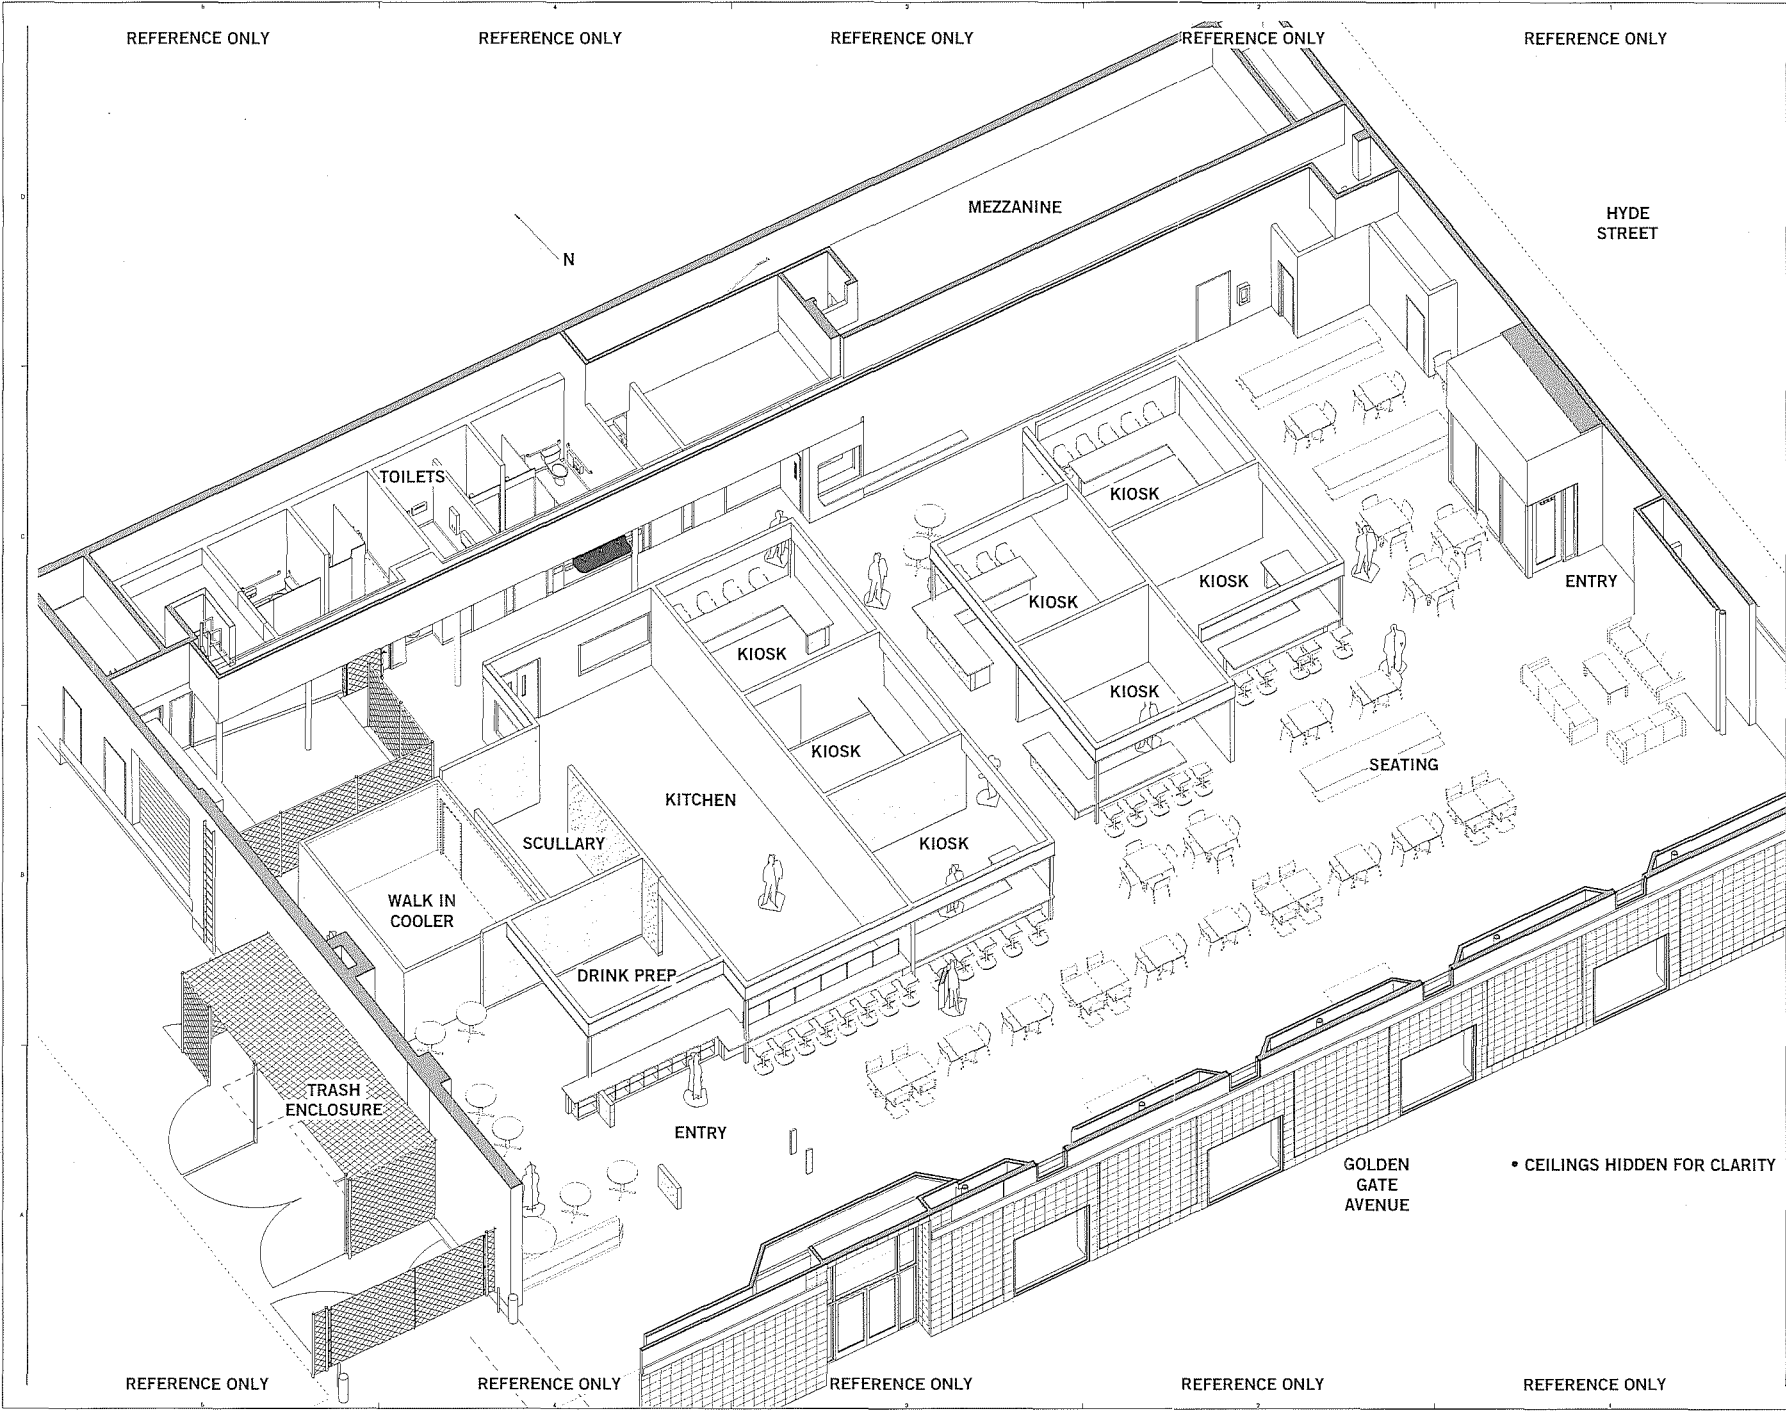 REFERENCE ONLY
REFERENCE ONLY
REFERENCE ONLY
REFERENCE ONLY
REFERENCE ONLY
MEZZANINE
HYDE
STREET
N
TOILETS
KIOSK
KIOSK
KIOSK
ENTRY
KIOSK
KIOSK
KIOSK
SEATING
KITCHEN
SCULLARY
KIOSK
WALK IN
COOLER
DRINK PREP
TRASH
ENCLOSURE
ENTRY
GOLDEN
GATE
AVENUE
• CEILINGS HIDDEN FOR CLARITY
REFERENCE ONLY
REFERENCE ONLY
REFERENCE ONLY
REFERENCE ONLY
REFERENCE ONLY